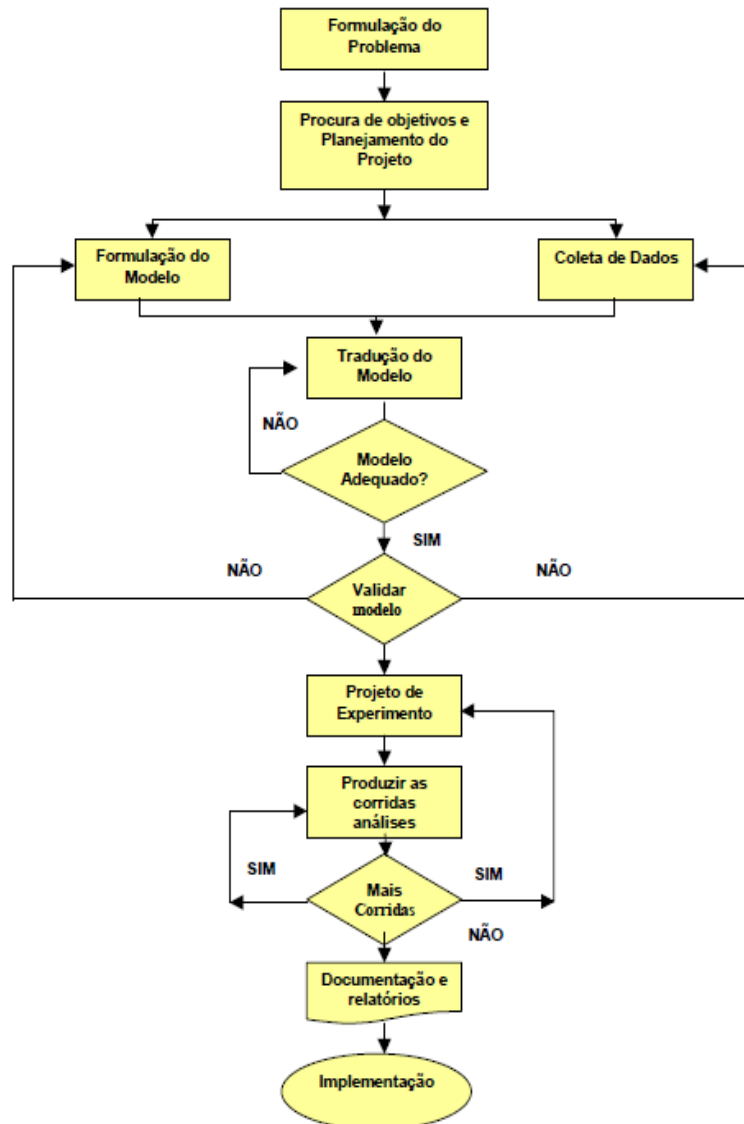 Formulação do
Problema
Procura de objetivos e
Planejamento do
Projeto
Formulação do
Modelo
Coleta de Dados
Tradução do
Modelo
NÃO
Modelo
Adequado?
SIM
NÃO
NÃO
Validar
modelo
Projeto de
Experimento
Produzir as
corridas
análises
SIM
SIM
Mais
Corridas
NÃO
Documentação e
relatórios
Implementação